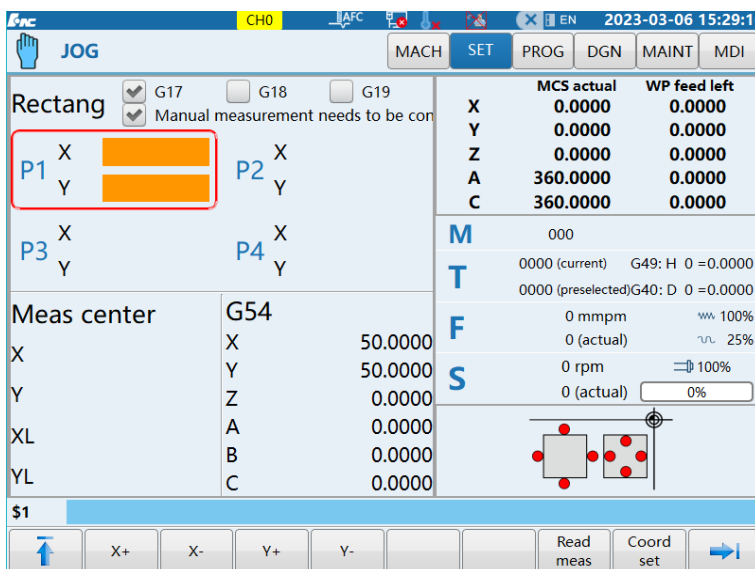 HNC CH0 AFC EN 2023-03-06 15:29:1
JOG MACH SET PROG DGN MAINT MDI
Rectang G17 G18 G19
Manual measurement needs to be con
P1 X
Y
P2 X
Y
P3 X
Y
P4 X
Y
Meas center
X
Y
XL
YL
G54
X 50.0000
Y 50.0000
Z 0.0000
A 0.0000
B 0.0000
C 0.0000
MCS actual WP feed left
X 0.0000 0.0000
Y 0.0000 0.0000
Z 0.0000 0.0000
A 360.0000 0.0000
C 360.0000 0.0000
M 000
T 0000 (current) G49: H 0 =0.0000
0000 (preselected)G40: D 0 =0.0000
F 0 mmpm 100%
0 (actual) 25%
S 0 rpm 100%
0 (actual) 0%
$1
X+ X- Y+ Y- Read meas Coord set